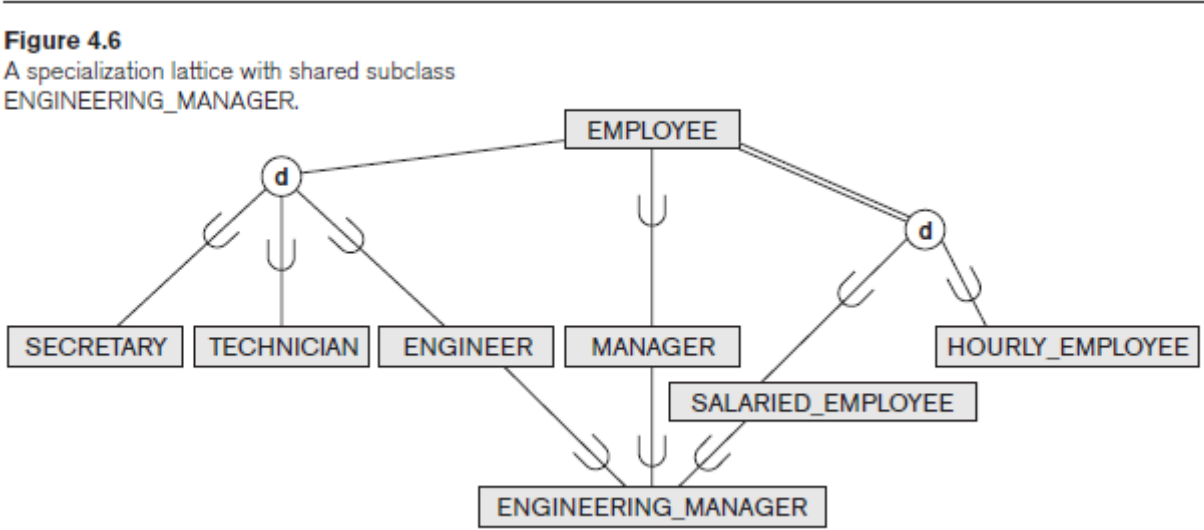 Figure 4.6
A specialization lattice with shared subclass
ENGINEERING_MANAGER.
EMPLOYEE
d
d
SECRETARY
TECHNICIAN
ENGINEER
MANAGER
HOURLY_EMPLOYEE
SALARIED_EMPLOYEE
ENGINEERING_MANAGER